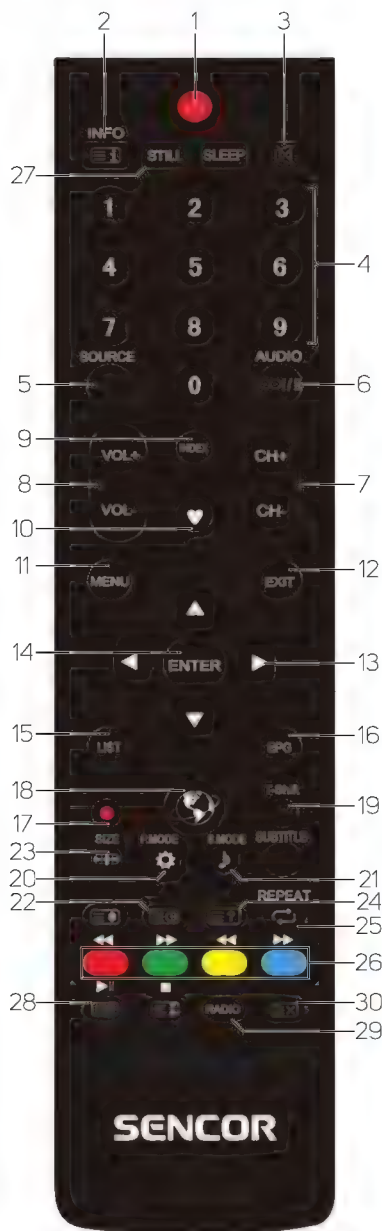 2 1 3
INFO
27 STILL SLEEP
1 2 3
4 5 6 4
7 8 9
SOURCE AUDIO
5 0 6
9 INDEX
VOL+ CH+
8 7
VOL- CH-
10
11 MENU EXIT 12
14 ENTER 13
15 LIST EPG 16
18
17 19
SIZE P.MODE S.MODE SUBTITLE
23
20 21
22 REPEAT 24
25
26
28 RADIO 30
29
SENCOR